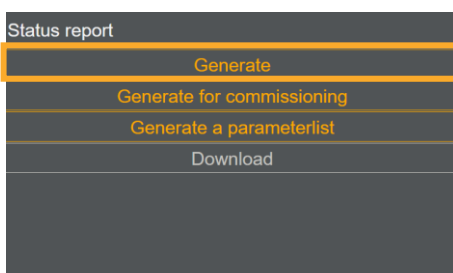 Status report
Generate
Generate for commissioning
Generate a parameterlist
Download